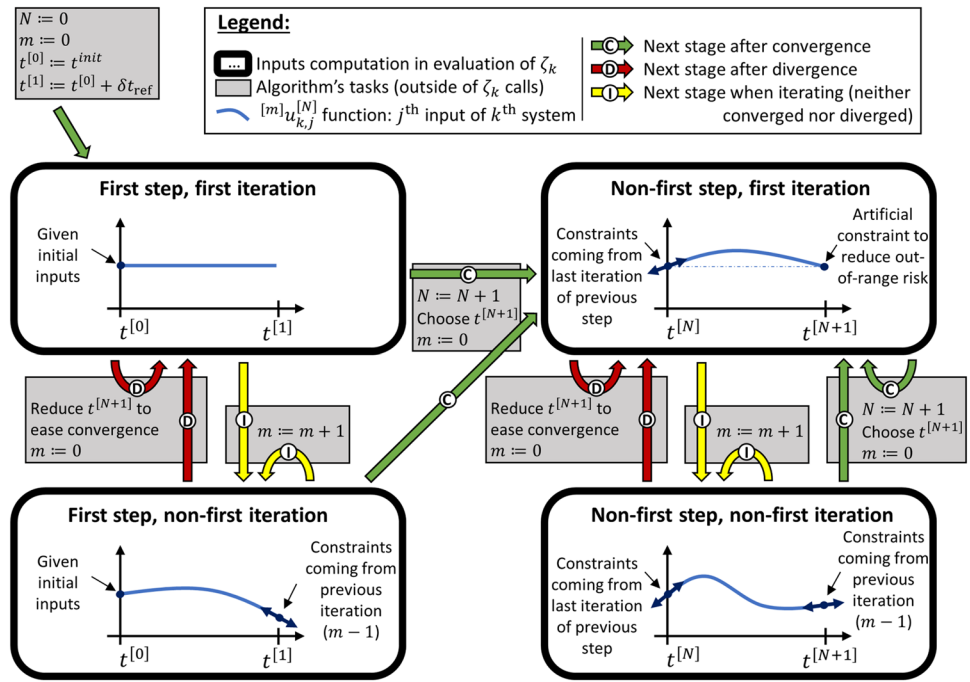 N ≔ 0
m ≔ 0
t^[0] ≔ t^init
t^[1] ≔ t^[0] + δt_ref
Legend:
...
Inputs computation in evaluation of ζ_k
Algorithm's tasks (outside of ζ_k calls)
^[m]u_{k,j}^[N] function: j^th input of k^th system
C
Next stage after convergence
D
Next stage after divergence
I
Next stage when iterating (neither
converged nor diverged)
First step, first iteration
Given
initial
inputs
t^[0]
t^[1]
C
N ≔ N + 1
Choose t^[N+1]
m ≔ 0
Non-first step, first iteration
Constraints
coming from
last iteration
of previous
step
Artificial
constraint to
reduce out-
of-range risk
t^[N]
t^[N+1]
D
Reduce t^[N+1] to
ease convergence
m ≔ 0
D
I
m ≔ m + 1
I
C
D
Reduce t^[N+1] to
ease convergence
m ≔ 0
D
I
m ≔ m + 1
I
C
C
N ≔ N + 1
Choose t^[N+1]
m ≔ 0
First step, non-first iteration
Given
initial
inputs
Constraints
coming from
previous
iteration
(m − 1)
t^[0]
t^[1]
Non-first step, non-first iteration
Constraints
coming from
last iteration
of previous
step
Constraints
coming from
previous
iteration
(m − 1)
t^[N]
t^[N+1]